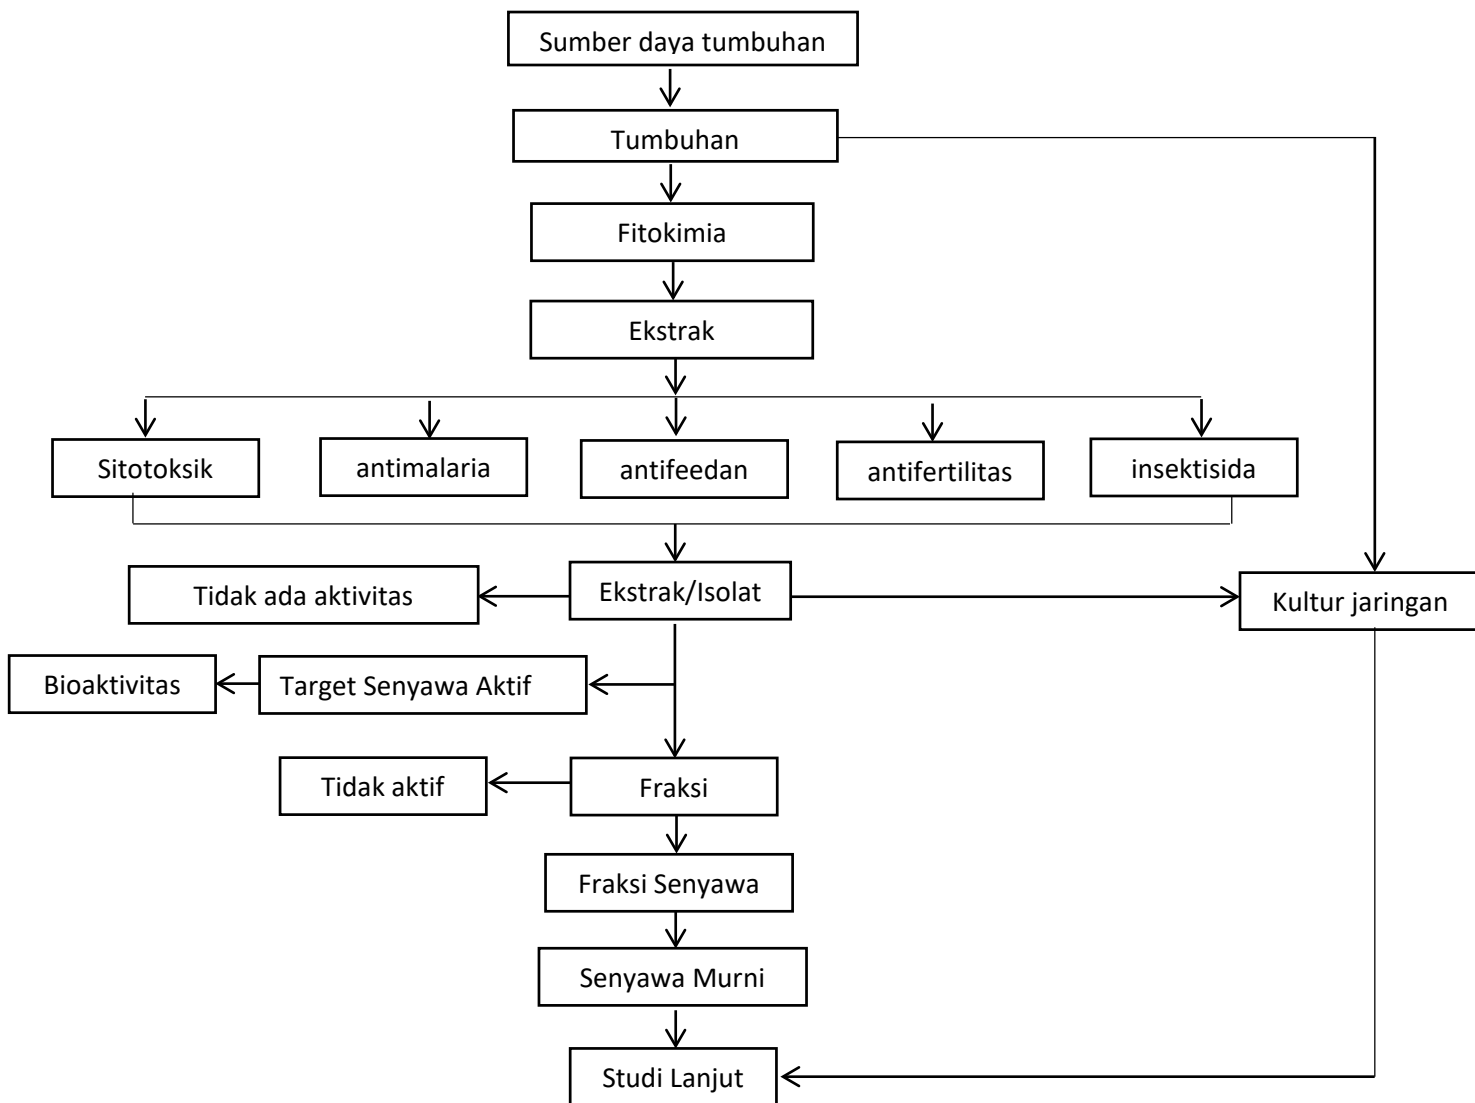 Sumber daya tumbuhan
Tumbuhan
Fitokimia
Ekstrak
Sitotoksik
antimalaria
antifeedan
antifertilitas
insektisida
Tidak ada aktivitas
Ekstrak/Isolat
Kultur jaringan
Bioaktivitas
Target Senyawa Aktif
Tidak aktif
Fraksi
Fraksi Senyawa
Senyawa Murni
Studi Lanjut